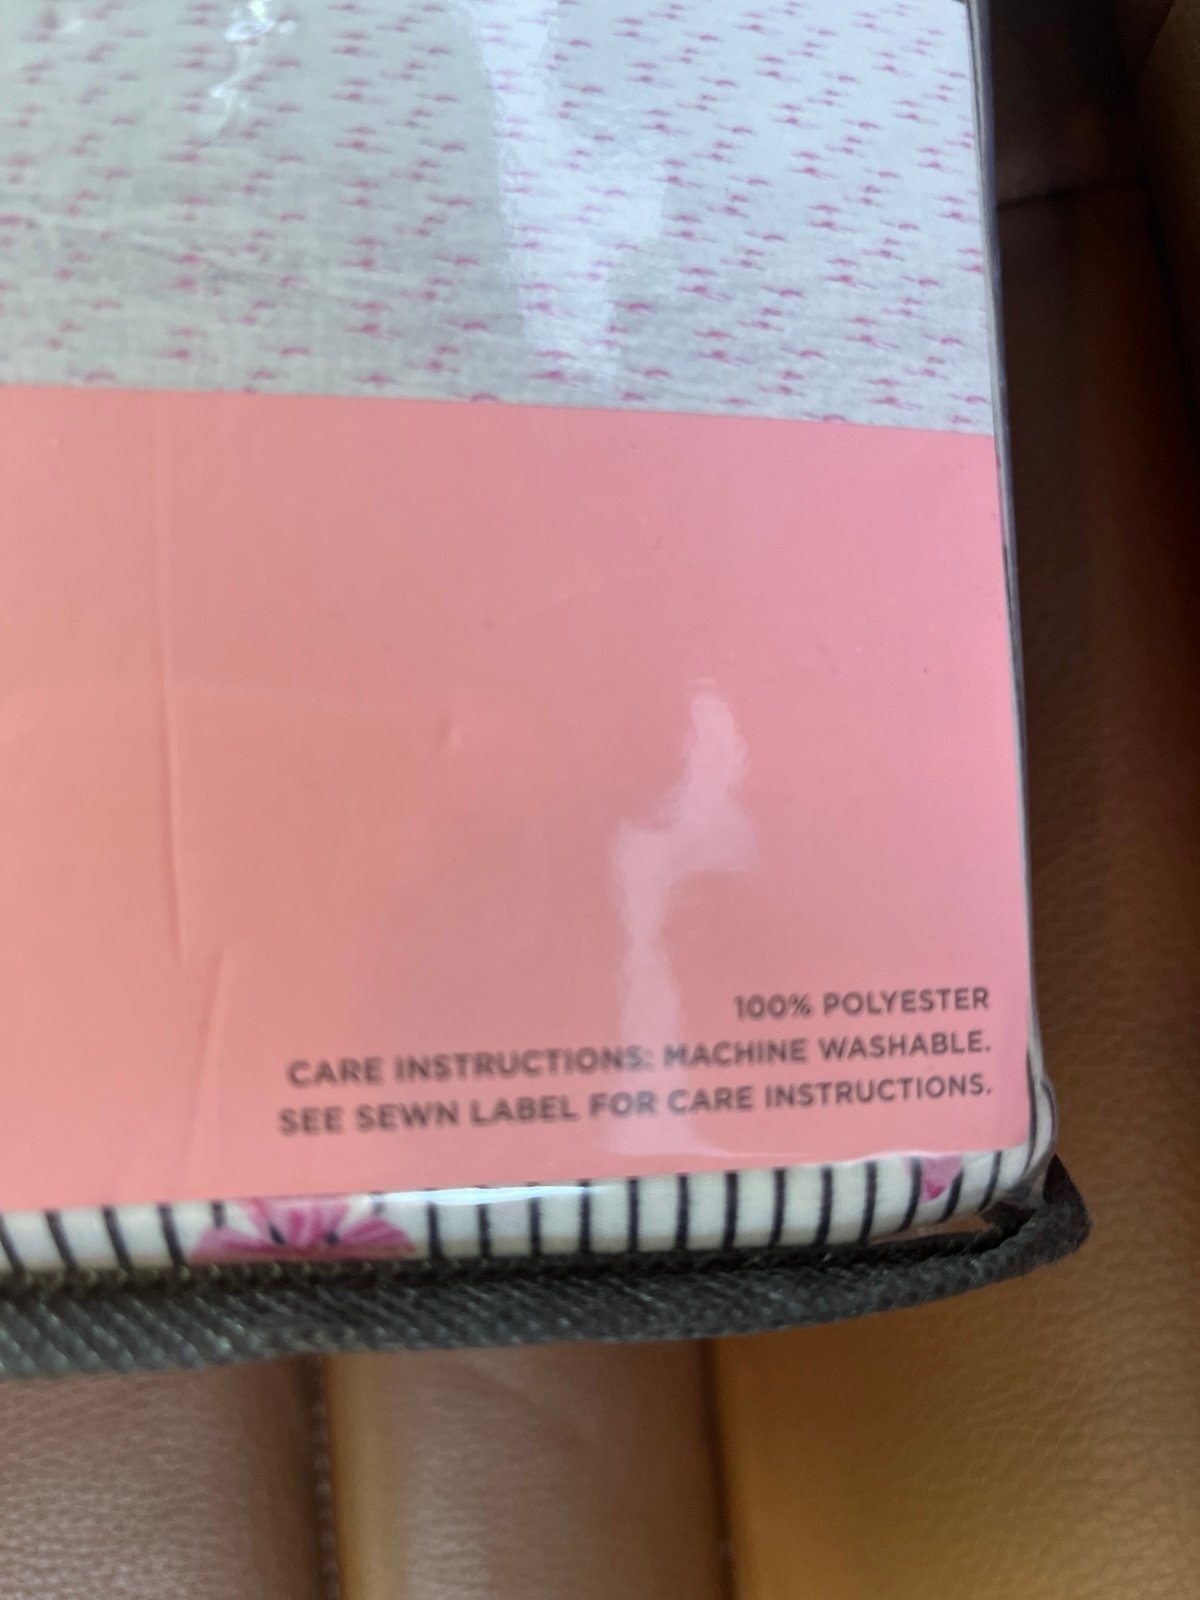 100% POLYESTER
CARE INSTRUCTIONS: MACHINE WASHABLE.
SEE SEWN LABEL FOR CARE INSTRUCTIONS.